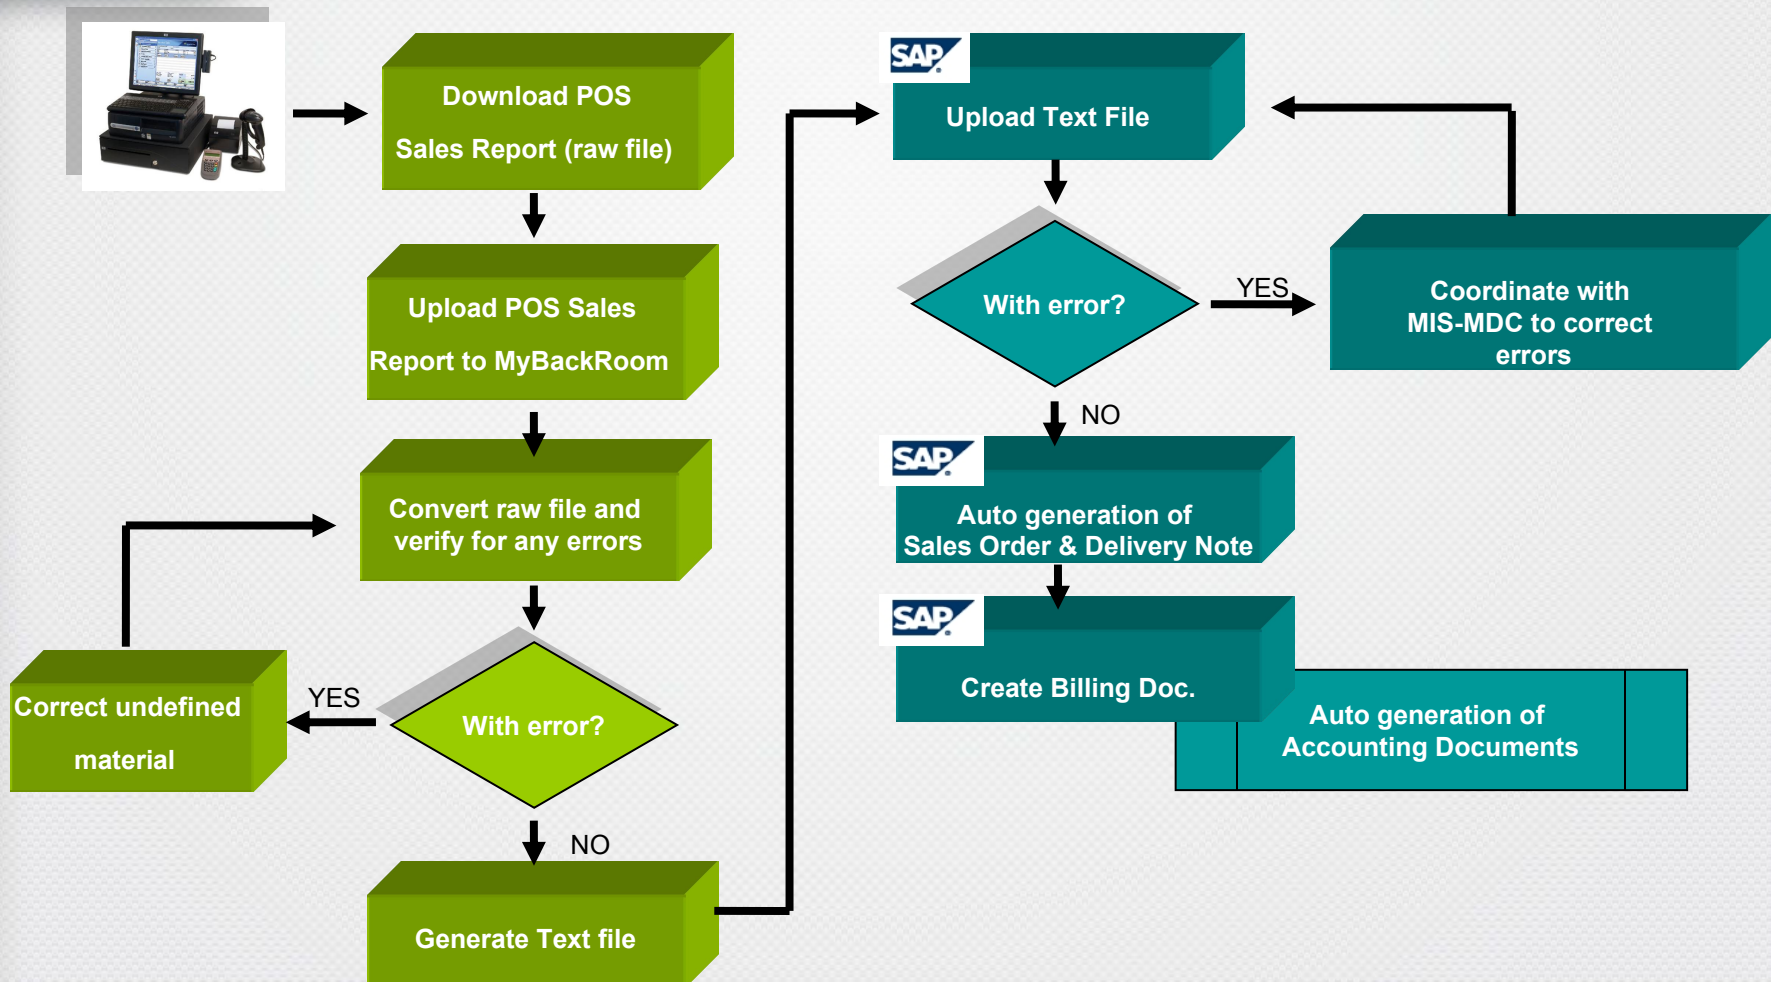 Download POS
Sales Report (raw file)
Upload POS Sales
Report to MyBackRoom
Convert raw file and
verify for any errors
With error?
YES
Correct undefined
material
NO
Generate Text file
SAP
Upload Text File
With error?
YES
Coordinate with
MIS-MDC to correct
errors
NO
SAP
Auto generation of
Sales Order & Delivery Note
SAP
Create Billing Doc.
Auto generation of
Accounting Documents